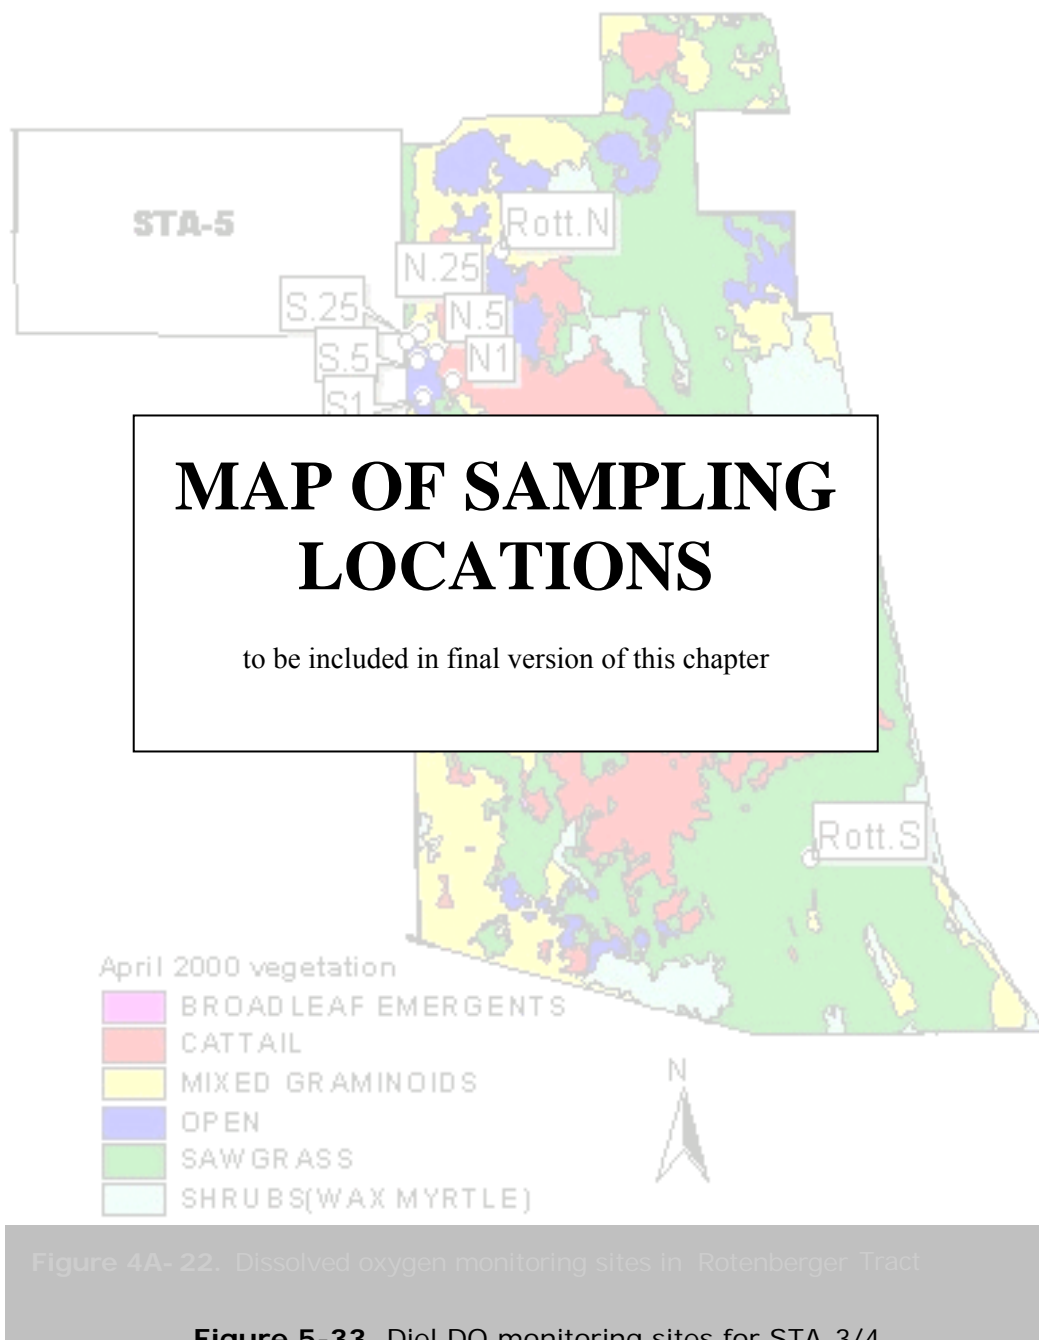 STA-5
Rott.N
N.25
S.25
N.5
S.5
N1
S1
MAP OF SAMPLING
LOCATIONS
to be included in final version of this chapter
Rott.S
April 2000 vegetation
BROADLEAF EMERGENTS
CATTAIL
MIXED GRAMINOIDS
OPEN
SAWGRASS
SHRUBS(WAX MYRTLE)
N
Figure 4A- 22. Dissolved oxygen monitoring sites in Rotenberger Tract
Figure 5-33. Diel DO monitoring sites for STA-3/4